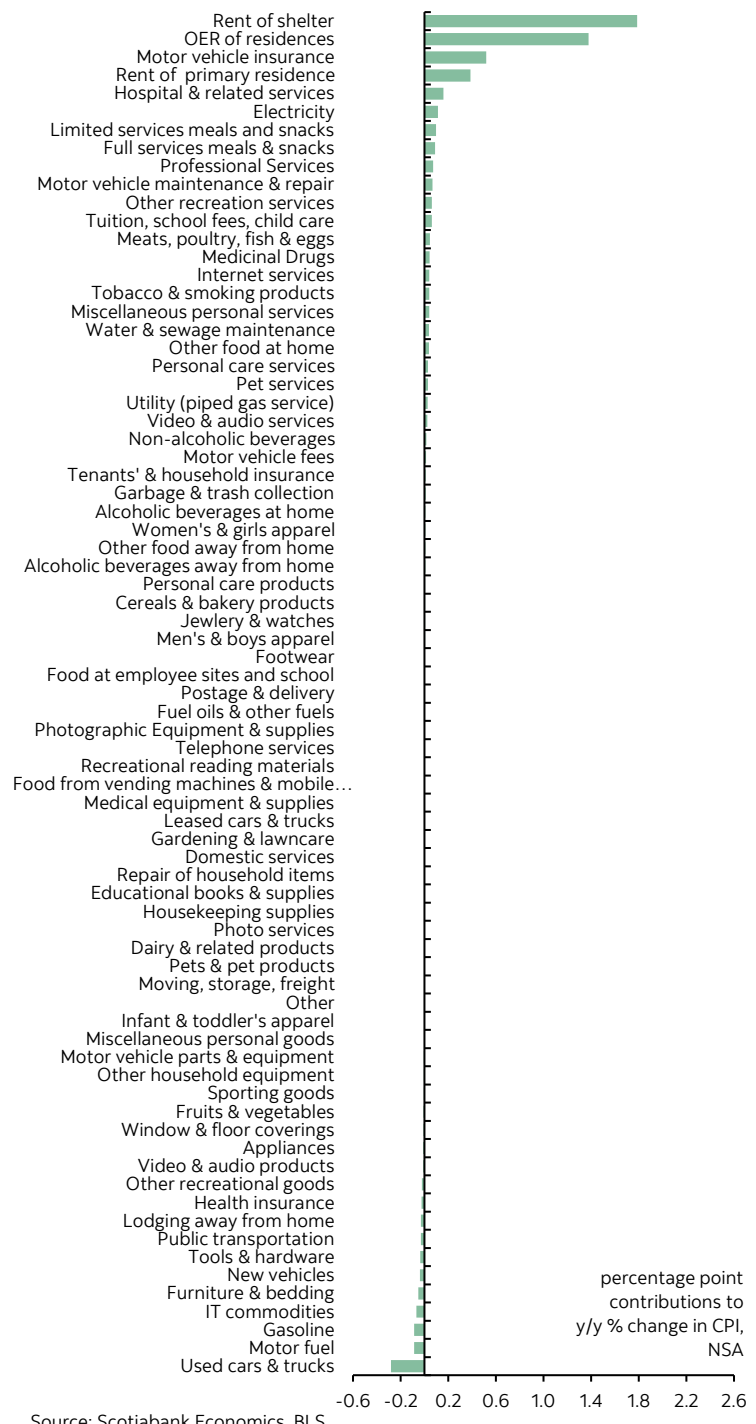 Rent of shelter
OER of residences
Motor vehicle insurance
Rent of  primary residence
Hospital & related services
Electricity
Limited services meals and snacks
Full services meals & snacks
Professional Services
Motor vehicle maintenance & repair
Other recreation services
Tuition, school fees, child care
Meats, poultry, fish & eggs
Medicinal Drugs
Internet services
Tobacco & smoking products
Miscellaneous personal services
Water & sewage maintenance
Other food at home
Personal care services
Pet services
Utility (piped gas service)
Video & audio services
Non-alcoholic beverages
Motor vehicle fees
Tenants' & household insurance
Garbage & trash collection
Alcoholic beverages at home
Women's & girls apparel
Other food away from home
Alcoholic beverages away from home
Personal care products
Cereals & bakery products
Jewlery & watches
Men's & boys apparel
Footwear
Food at employee sites and school
Postage & delivery
Fuel oils & other fuels
Photographic Equipment & supplies
Telephone services
Recreational reading materials
Food from vending machines & mobile…
Medical equipment & supplies
Leased cars & trucks
Gardening & lawncare
Domestic services
Repair of household items
Educational books & supplies
Housekeeping supplies
Photo services
Dairy & related products
Pets & pet products
Moving, storage, freight
Other
Infant & toddler's apparel
Miscellaneous personal goods
Motor vehicle parts & equipment
Other household equipment
Sporting goods
Fruits & vegetables
Window & floor coverings
Appliances
Video & audio products
Other recreational goods
Health insurance
Lodging away from home
Public transportation
Tools & hardware
New vehicles
Furniture & bedding
IT commodities
Gasoline
Motor fuel
Used cars & trucks
percentage point
contributions to
y/y % change in CPI,
NSA
-0.6 -0.2 0.2 0.6 1.0 1.4 1.8 2.2 2.6
Source: Scotiabank Economics, BLS